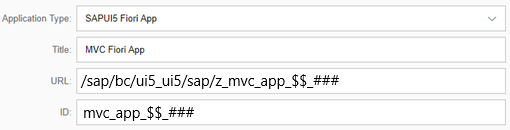 Application Type: SAPUI5 Fiori App
Title: MVC Fiori App
URL: /sap/bc/ui5_ui5/sap/z_mvc_app_$$_###
ID: mvc_app_$$_###